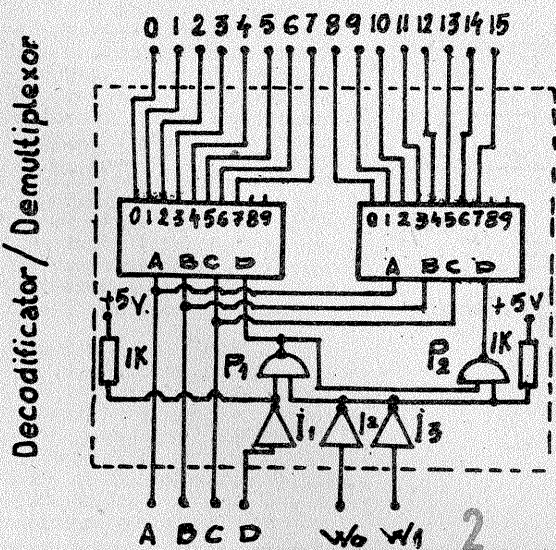 Decodificator / Demultiplexor
0 1 2 3 4 5 6 7 8 9 10 11 12 13 14 15
0 1 2 3 4 5 6 7 8 9
0 1 2 3 4 5 6 7 8 9
A B C D
A B C D
+5V.
+5V
1K
P1
P2
1K
I1
I2
I3
A B C D W0 W1
2